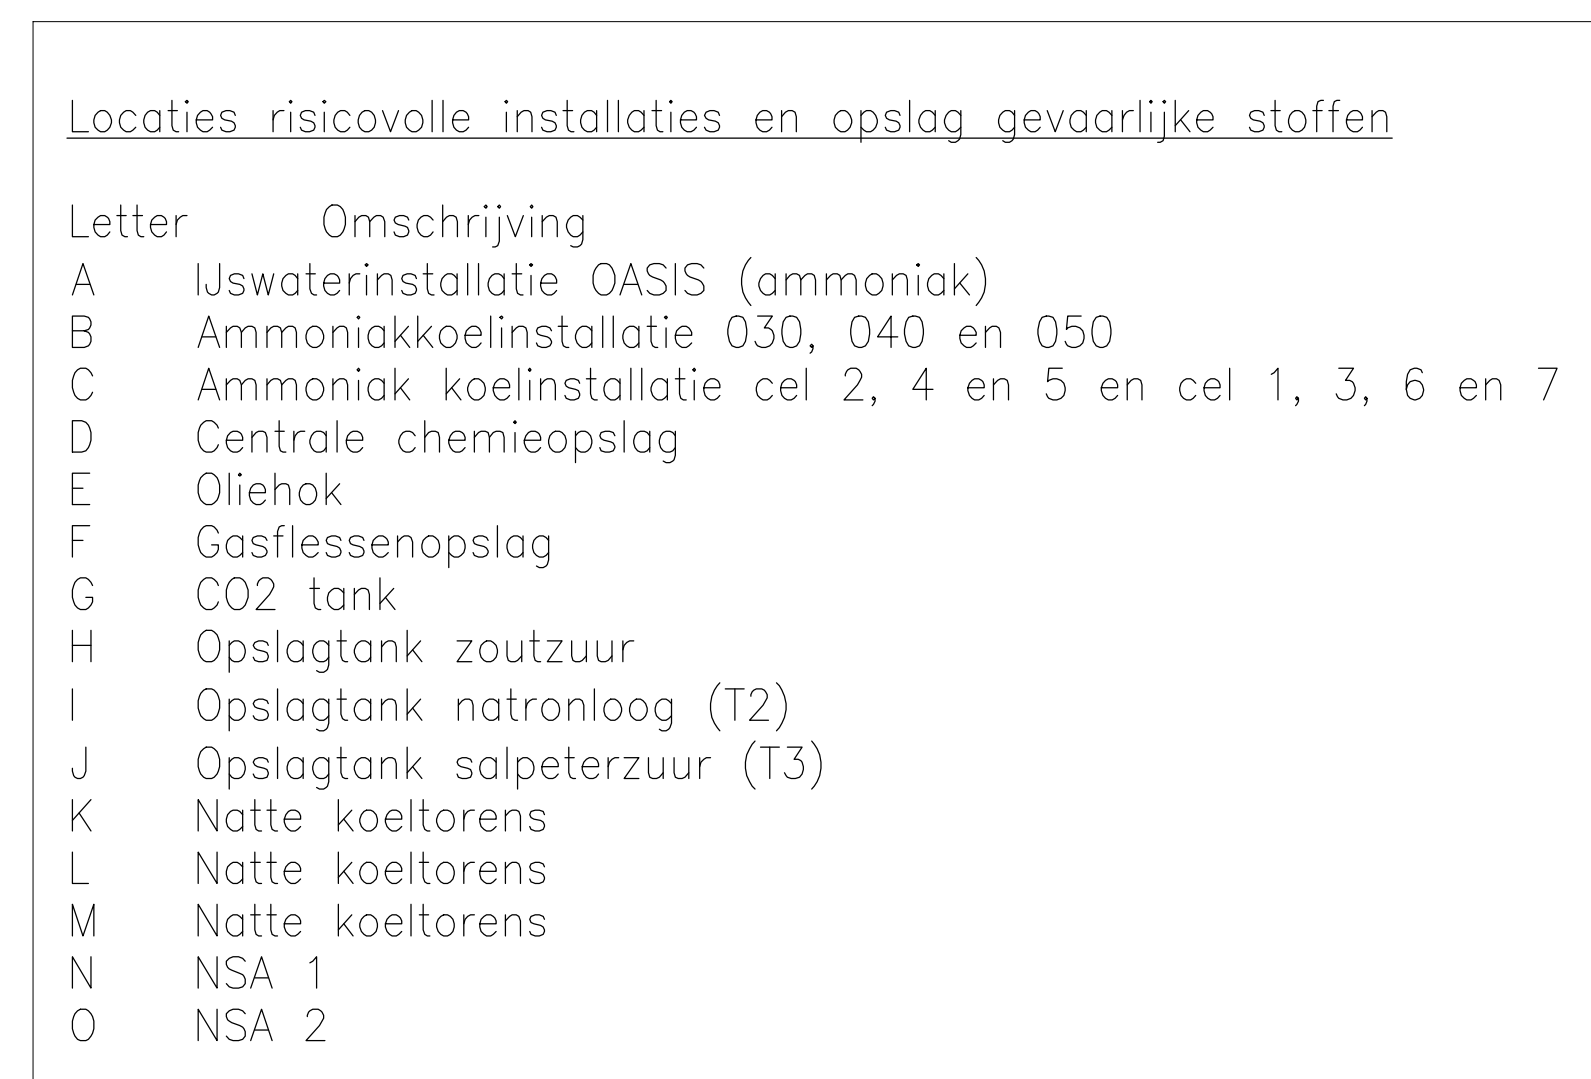 Locaties risicovolle installaties en opslag gevaarlijke stoffen
Letter Omschrijving
A IJswaterinstallatie OASIS (ammoniak)
B Ammoniakkoelinstallatie 030, 040 en 050
C Ammoniak koelinstallatie cel 2, 4 en 5 en cel 1, 3, 6 en 7
D Centrale chemieopslag
E Oliehok
F Gasflessenopslag
G CO2 tank
H Opslagtank zoutzuur
I Opslagtank natronloog (T2)
J Opslagtank salpeterzuur (T3)
K Natte koeltorens
L Natte koeltorens
M Natte koeltorens
N NSA 1
O NSA 2